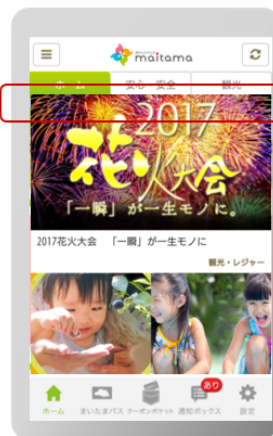 maitama
ホーム 安心・安全 観光
2017
花火大会
「一瞬」が一生モノに。
2017花火大会 「一瞬」が一生モノに
観光・レジャー
あり
ホーム まいたまパス クーポンポケット 通知ボックス 設定